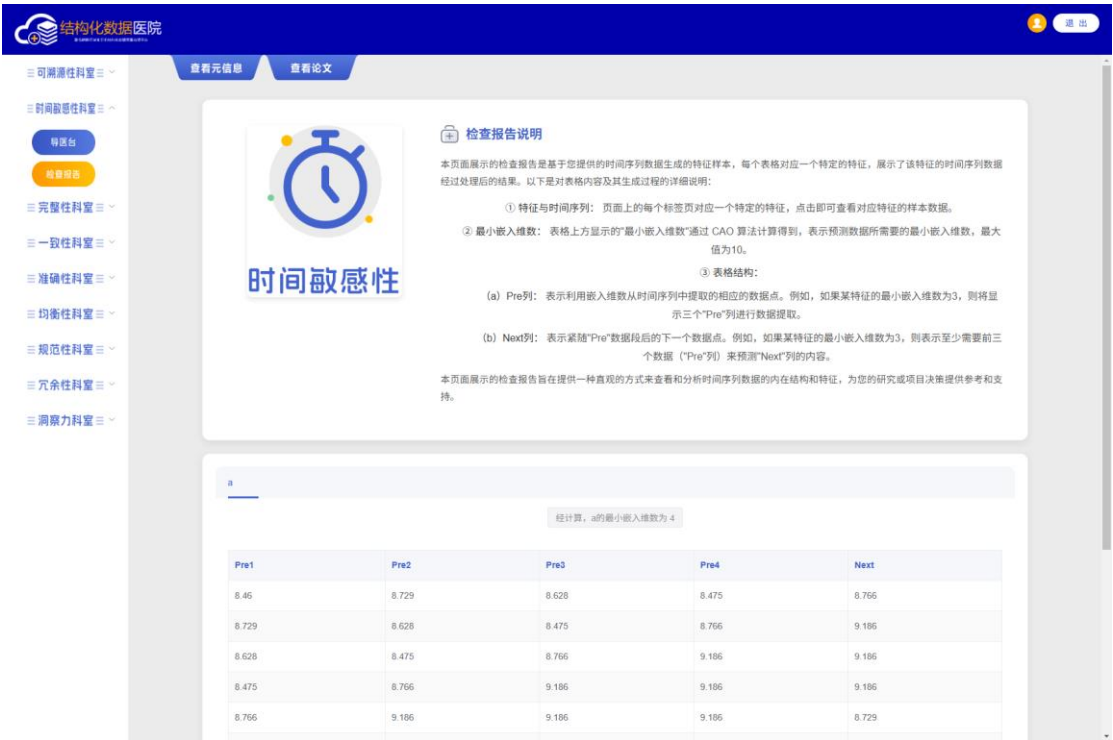 结构化数据医院
退 出
可溯源性科室
时间敏感性科室
导医台
检查报告
完整性科室
一致性科室
准确性科室
均衡性科室
规范性科室
冗余性科室
洞察力科室
查看元信息 查看论文
时间敏感性
检查报告说明
本页面展示的检查报告是基于您提供的时间序列数据生成的特征样本，每个表格对应一个特定的特征，展示了该特征的时间序列数据
经过处理后的结果。以下是对表格内容及其生成过程的详细说明：
① 特征与时间序列： 页面上的每个标签页对应一个特定的特征，点击即可查看对应特征的样本数据。
② 最小嵌入维数： 表格上方显示的"最小嵌入维数"通过 CAO 算法计算得到，表示预测数据所需要的最小嵌入维数，最大
值为10。
③ 表格结构：
（a）Pre列： 表示利用嵌入维数从时间序列中提取的相应的数据点。例如，如果某特征的最小嵌入维数为3，则将显
示三个"Pre"列进行数据提取。
（b）Next列： 表示紧随"Pre"数据段后的下一个数据点。例如，如果某特征的最小嵌入维数为3，则表示至少需要前三
个数据（"Pre"列）来预测"Next"列的内容。
本页面展示的检查报告旨在提供一种直观的方式来查看和分析时间序列数据的内在结构和特征，为您的研究或项目决策提供参考和支
持。
a
经计算，a的最小嵌入维数为 4
Pre1 Pre2 Pre3 Pre4 Next
8.46 8.729 8.628 8.475 8.766
8.729 8.628 8.475 8.766 9.186
8.628 8.475 8.766 9.186 9.186
8.475 8.766 9.186 9.186 9.186
8.766 9.186 9.186 9.186 8.729